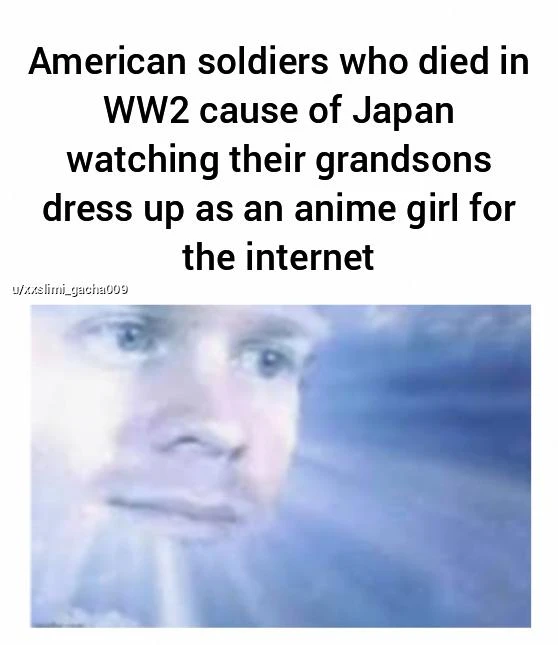 American soldiers who died in
WW2 cause of Japan
watching their grandsons
dress up as an anime girl for
the internet
u/xxslimi_gacha009